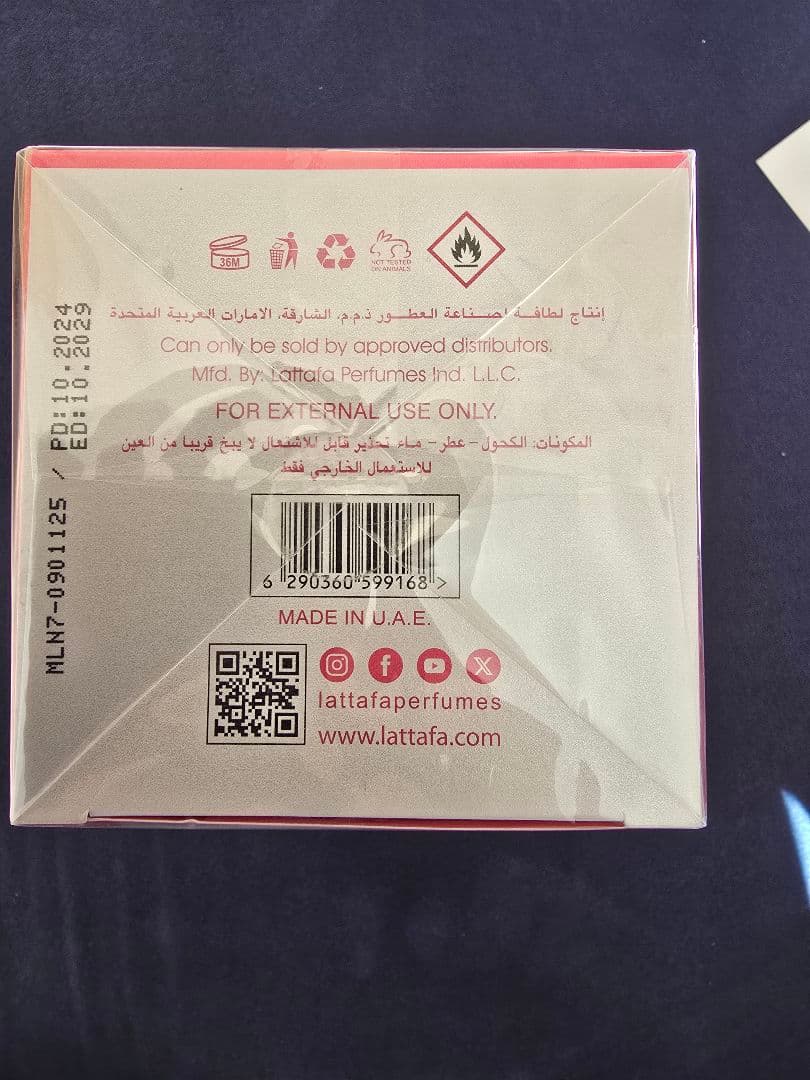 36M
NOT TESTED
ON ANIMALS
إنتاج لطافة لصناعة العطور ذ.م.م. الشارقة، الامارات العربية المتحدة
Can only be sold by approved distributors.
Mfd. By: Lattafa Perfumes Ind. L.L.C.
FOR EXTERNAL USE ONLY.
المكونات: الكحول - عطر - ماء تحذير قابل للاشتعال لا يبخ قريبا من العين
للاستعمال الخارجي فقط
6 290360 599168 >
MADE IN U.A.E.
lattafaperfumes
www.lattafa.com
MLN7-0901125 / PD:10.2024
ED:10.2029